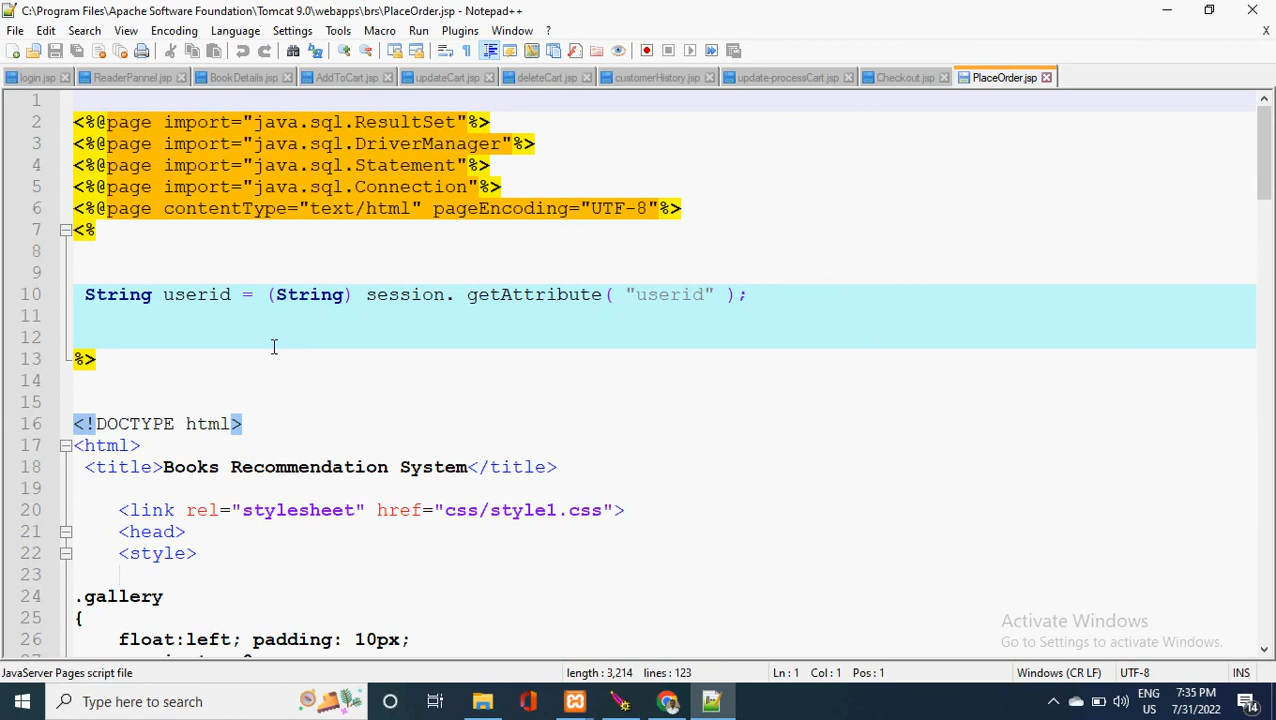 C:\Program Files\Apache Software Foundation\Tomcat 9.0\webapps\brs\PlaceOrder.jsp - Notepad++
File Edit Search View Encoding Language Settings Tools Macro Run Plugins Window ? X
login.jsp ReaderPannel.jsp BookDetails.jsp AddToCart.jsp updateCart.jsp deleteCart.jsp customerHistory.jsp update-processCart.jsp Checkout.jsp PlaceOrder.jsp
1
2 <%@page import="java.sql.ResultSet"%>
3 <%@page import="java.sql.DriverManager"%>
4 <%@page import="java.sql.Statement"%>
5 <%@page import="java.sql.Connection"%>
6 <%@page contentType="text/html" pageEncoding="UTF-8"%>
7 <%
8
9
10 String userid = (String) session. getAttribute( "userid" );
11
12
13 %>
14
15
16 <!DOCTYPE html>
17 <html>
18 <title>Books Recommendation System</title>
19
20 <link rel="stylesheet" href="css/style1.css">
21 <head>
22 <style>
23
24 .gallery
25 {
26 float:left; padding: 10px;
Activate Windows
Go to Settings to activate Windows.
JavaServer Pages script file length : 3,214 lines : 123 Ln : 1 Col : 1 Pos : 1 Windows (CR LF) UTF-8 INS
Type here to search
ENG
US
7:35 PM
7/31/2022
14